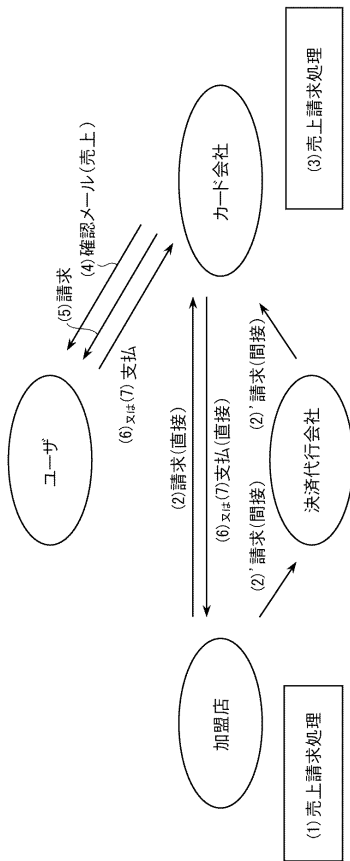 ユーザ
(5)請求
(4)確認メール(売上)
(6)又は(7)支払
加盟店
(2)請求(直接)
(6)又は(7)支払(直接)
カード会社
(2)'請求(間接)
(2)'請求(間接)
決済代行会社
(1)売上請求処理
(3)売上請求処理